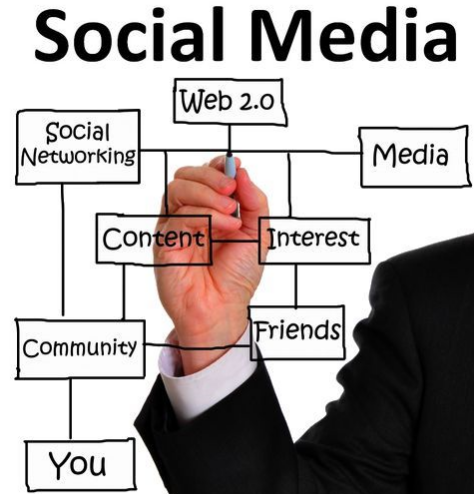 Social Media
Web 2.0
Social
Networking
Media
Content
Interest
Community
Friends
You